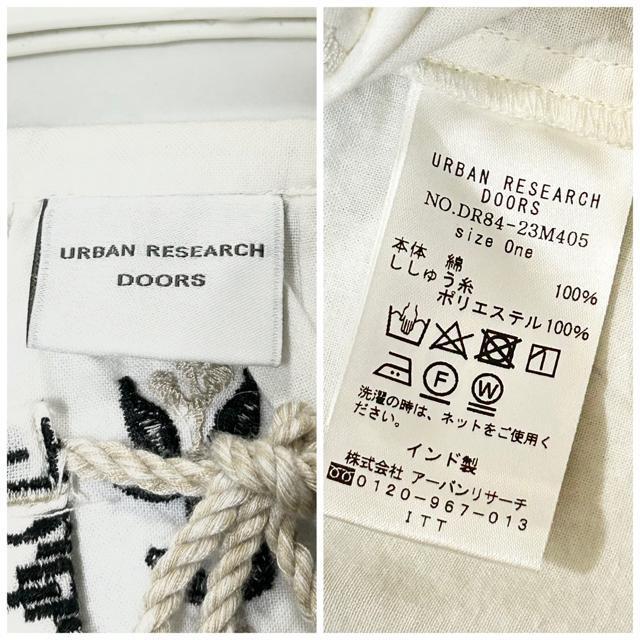 URBAN RESEARCH
DOORS
URBAN RESEARCH
DOORS
NO.DR84-23M405
size One
本体 綿 100%
ししゅう糸
ポリエステル100%
F W
洗濯の時は、ネットをご使用く
ださい。
インド製
株式会社 アーバンリサーチ
0120-967-013
ITT